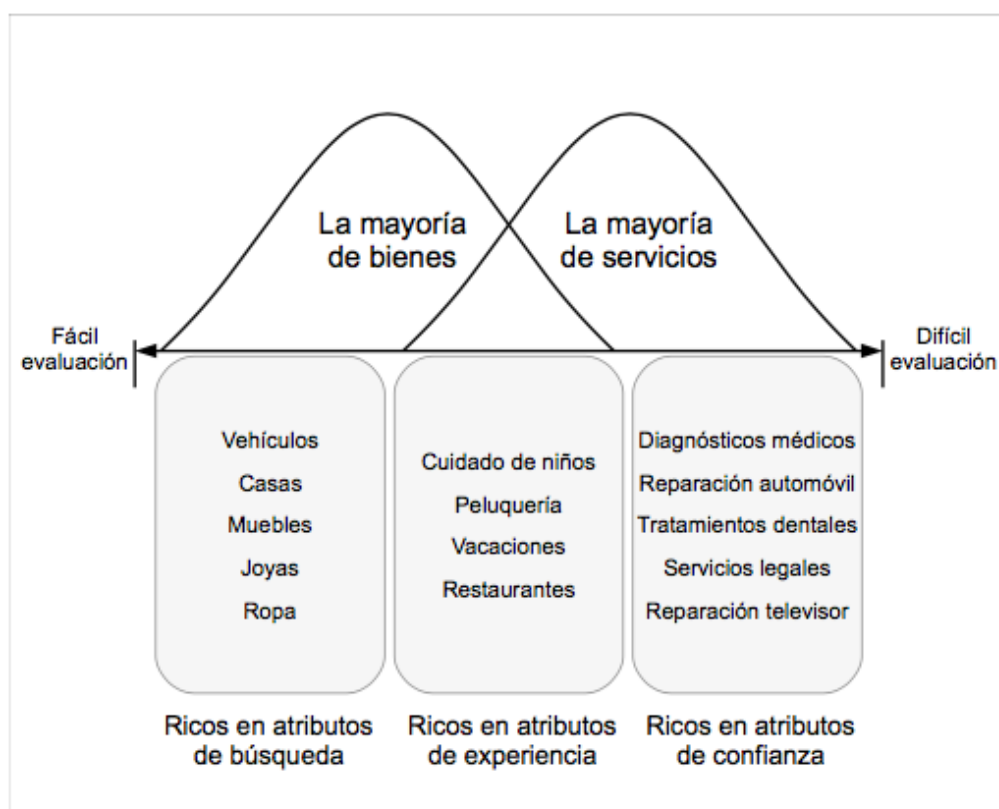 La mayoría
de bienes
La mayoría
de servicios
Fácil
evaluación
Difícil
evaluación
Vehículos
Casas
Muebles
Joyas
Ropa
Cuidado de niños
Peluquería
Vacaciones
Restaurantes
Diagnósticos médicos
Reparación automóvil
Tratamientos dentales
Servicios legales
Reparación televisor
Ricos en atributos
de búsqueda
Ricos en atributos
de experiencia
Ricos en atributos
de confianza